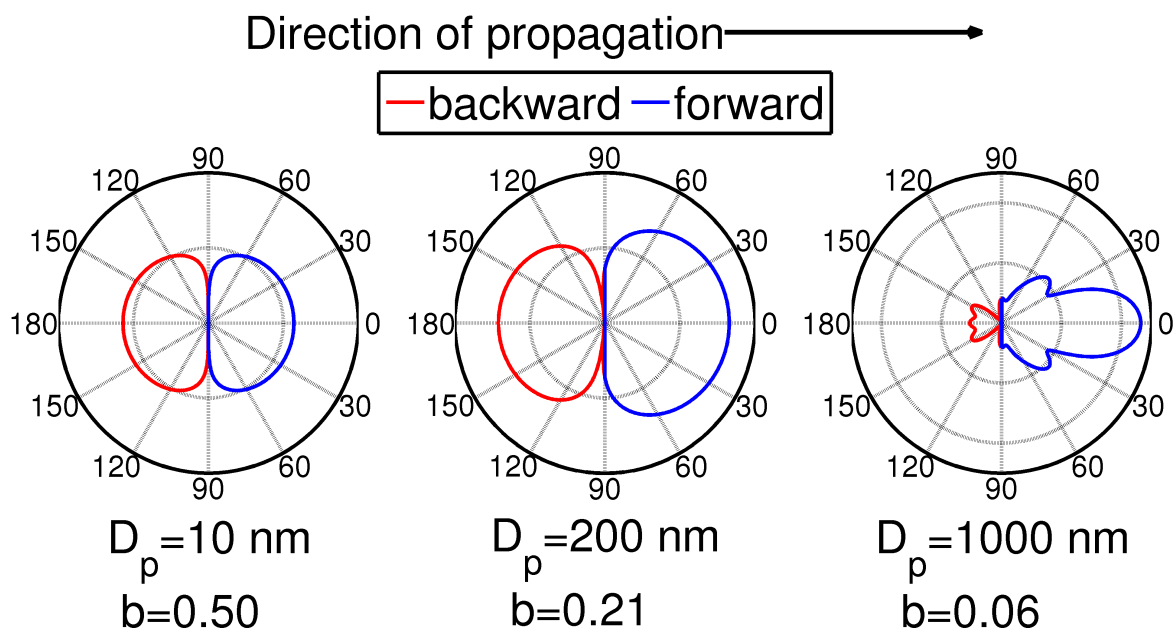 Direction of propagation
backward forward
90 90 90
120 60 120 60 120 60
150 30 150 30 150 30
180 0 180 0 180 0
150 30 150 30 150 30
120 60 120 60 120 60
90 90 90
Dp=10 nm Dp=200 nm Dp=1000 nm
b=0.50 b=0.21 b=0.06